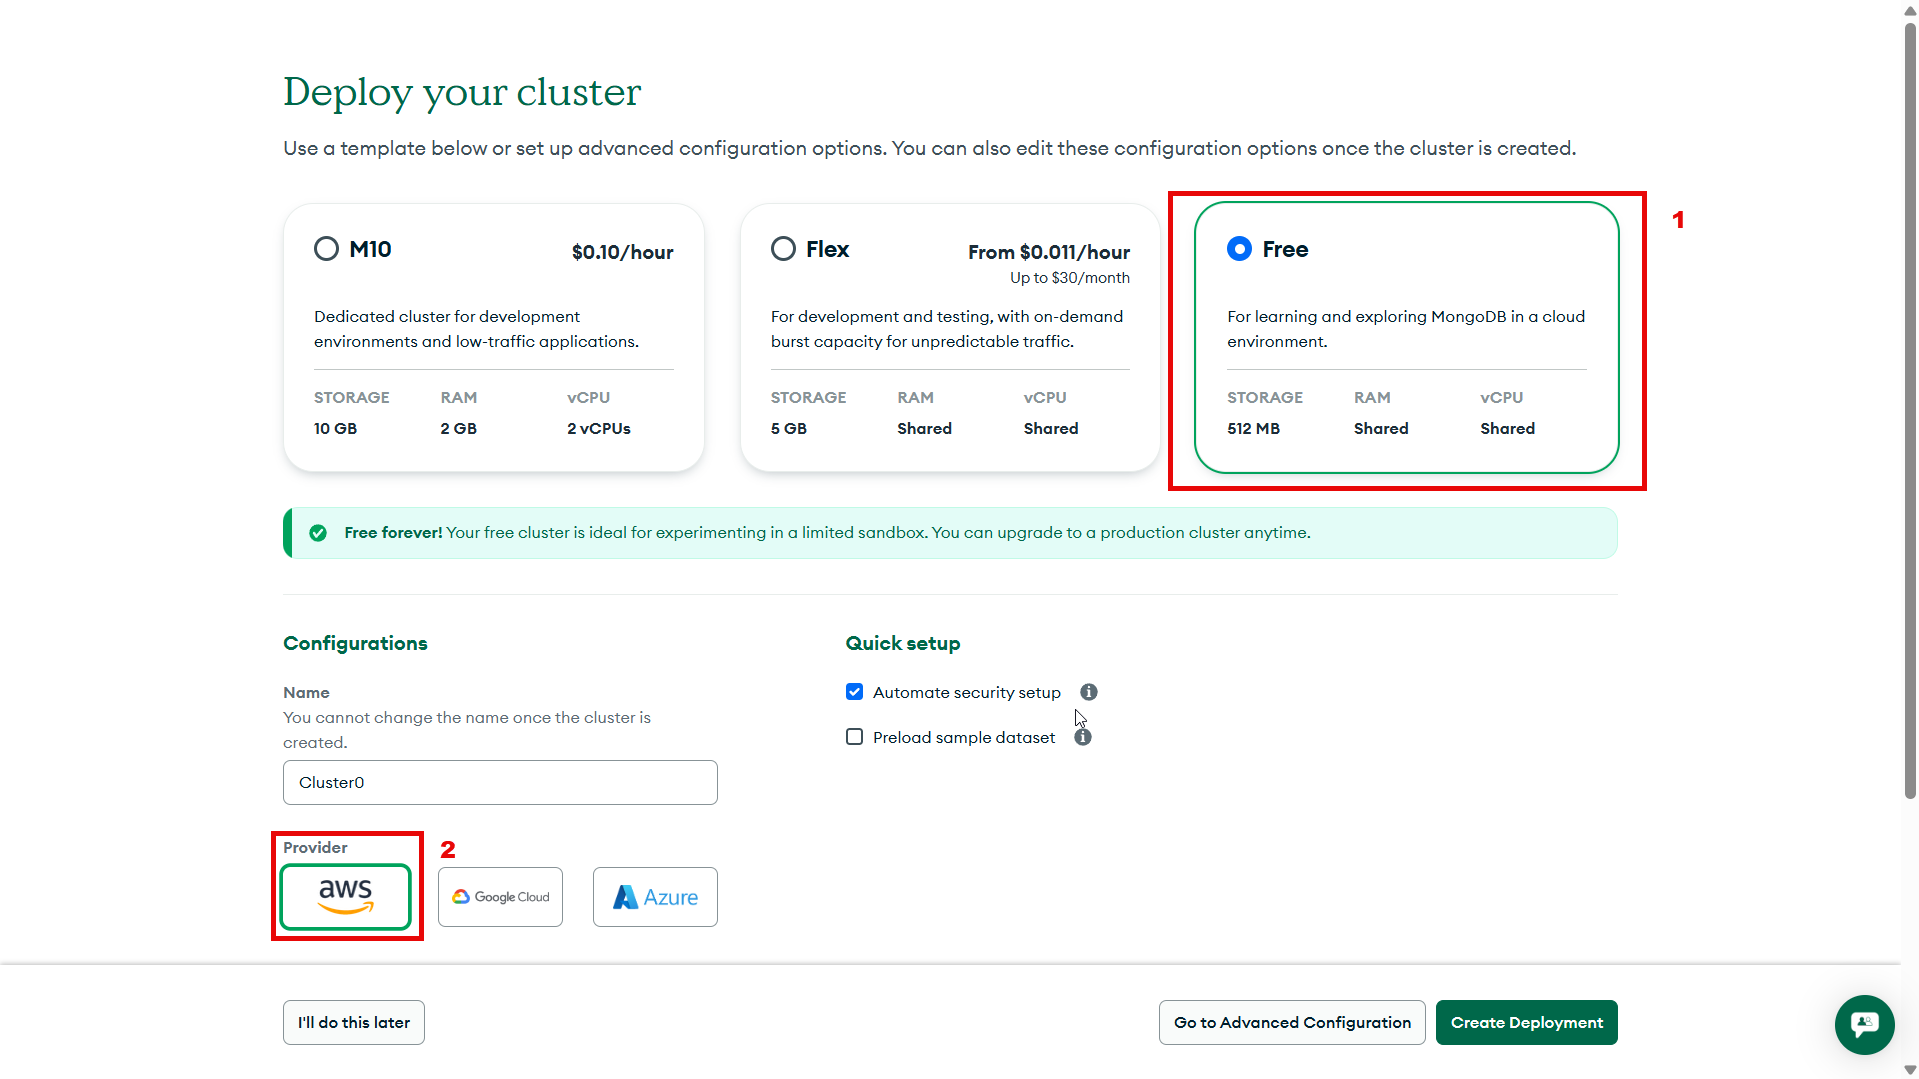 Deploy your cluster
Use a template below or set up advanced configuration options. You can also edit these configuration options once the cluster is created.
1
M10
$0.10/hour
Dedicated cluster for development
environments and low-traffic applications.
STORAGE RAM vCPU
10 GB 2 GB 2 vCPUs
Flex
From $0.011/hour
Up to $30/month
For development and testing, with on-demand
burst capacity for unpredictable traffic.
STORAGE RAM vCPU
5 GB Shared Shared
Free
For learning and exploring MongoDB in a cloud
environment.
STORAGE RAM vCPU
512 MB Shared Shared
Free forever! Your free cluster is ideal for experimenting in a limited sandbox. You can upgrade to a production cluster anytime.
Configurations
Name
You cannot change the name once the cluster is
created.
Cluster0
Quick setup
Automate security setup
Preload sample dataset
Provider
2
aws
Google Cloud
Azure
I'll do this later
Go to Advanced Configuration
Create Deployment